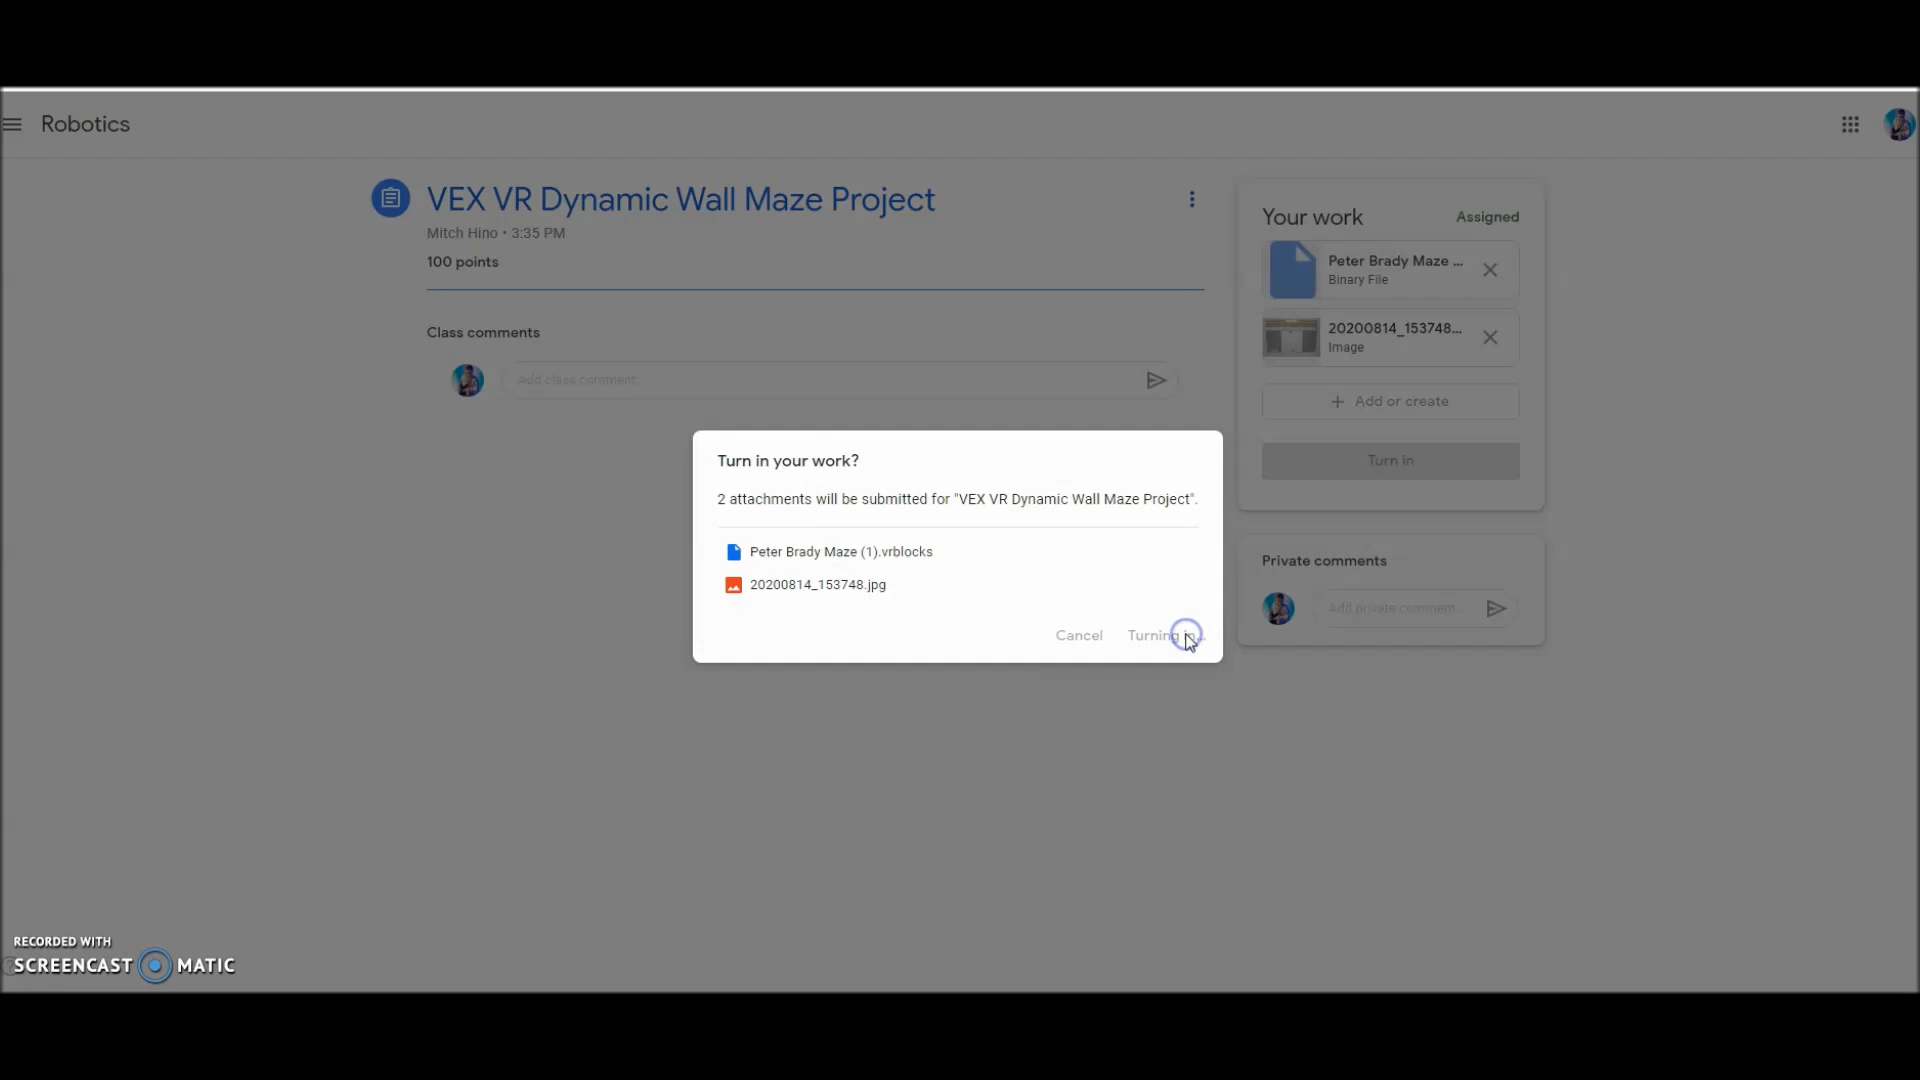 Robotics
VEX VR Dynamic Wall Maze Project
Mitch Hino • 3:35 PM
100 points
Class comments
Add class comment
Your work
Assigned
Peter Brady Maze ...
Binary File
20200814_153748...
Image
+ Add or create
Turn in
Private comments
Add private comment...
Turn in your work?
2 attachments will be submitted for "VEX VR Dynamic Wall Maze Project".
Peter Brady Maze (1).vrblocks
20200814_153748.jpg
Cancel
Turning in...
RECORDED WITH
SCREENCAST MATIC